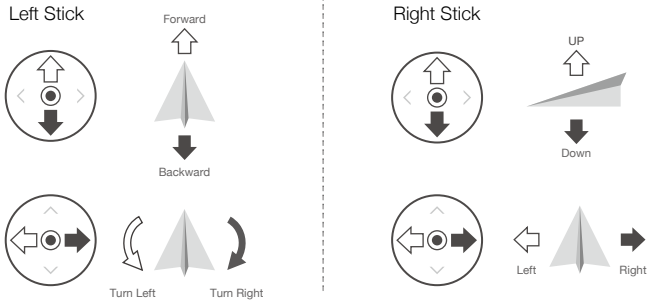 Left Stick
Forward
Backward
Turn Left
Turn Right
Right Stick
UP
Down
Left
Right